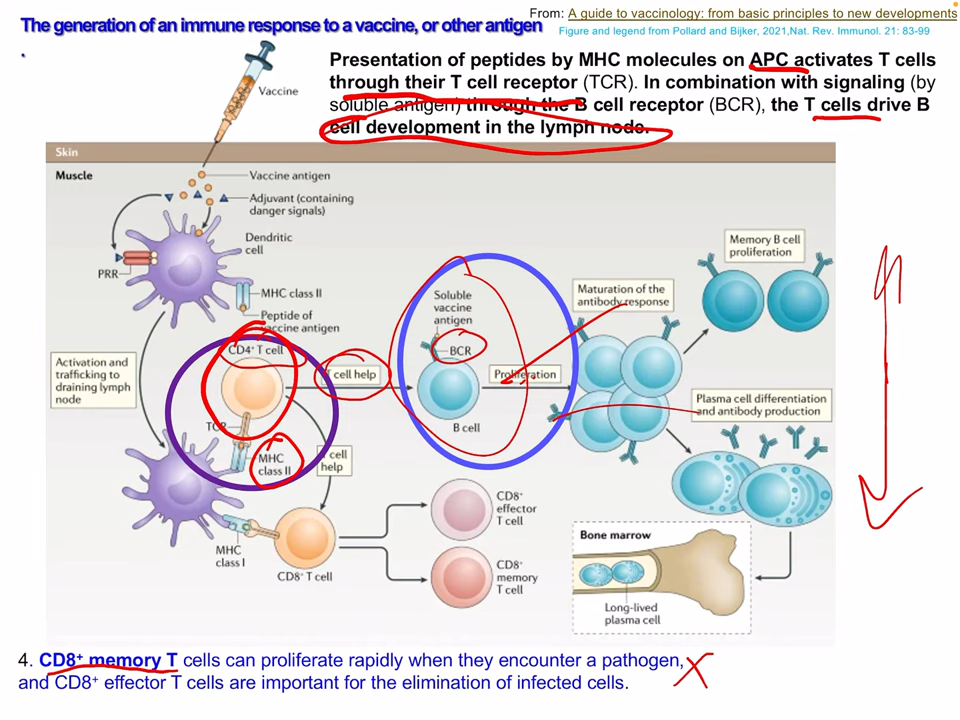 The generation of an immune response to a vaccine, or other antigen
.
From: A guide to vaccinology: from basic principles to new developments
Figure and legend from Pollard and Bijker, 2021,Nat. Rev. Immunol. 21: 83-99
Presentation of peptides by MHC molecules on APC activates T cells
through their T cell receptor (TCR). In combination with signaling (by
soluble antigen) through the B cell receptor (BCR), the T cells drive B
cell development in the lymph node.
Vaccine
Skin
Muscle
Vaccine antigen
Adjuvant (containing
danger signals)
Dendritic
cell
PRR
MHC class II
Peptide of
vaccine antigen
Activation and
trafficking to
draining lymph
node
CD4+ T cell
TCR
MHC
class II
T cell help
T cell
help
Soluble
vaccine
antigen
BCR
B cell
Proliferation
Maturation of the
antibody response
Memory B cell
proliferation
Plasma cell differentiation
and antibody production
MHC
class I
CD8+ T cell
CD8+
effector
T cell
CD8+
memory
T cell
Bone marrow
Long-lived
plasma cell
4. CD8+ memory T cells can proliferate rapidly when they encounter a pathogen,
and CD8+ effector T cells are important for the elimination of infected cells.